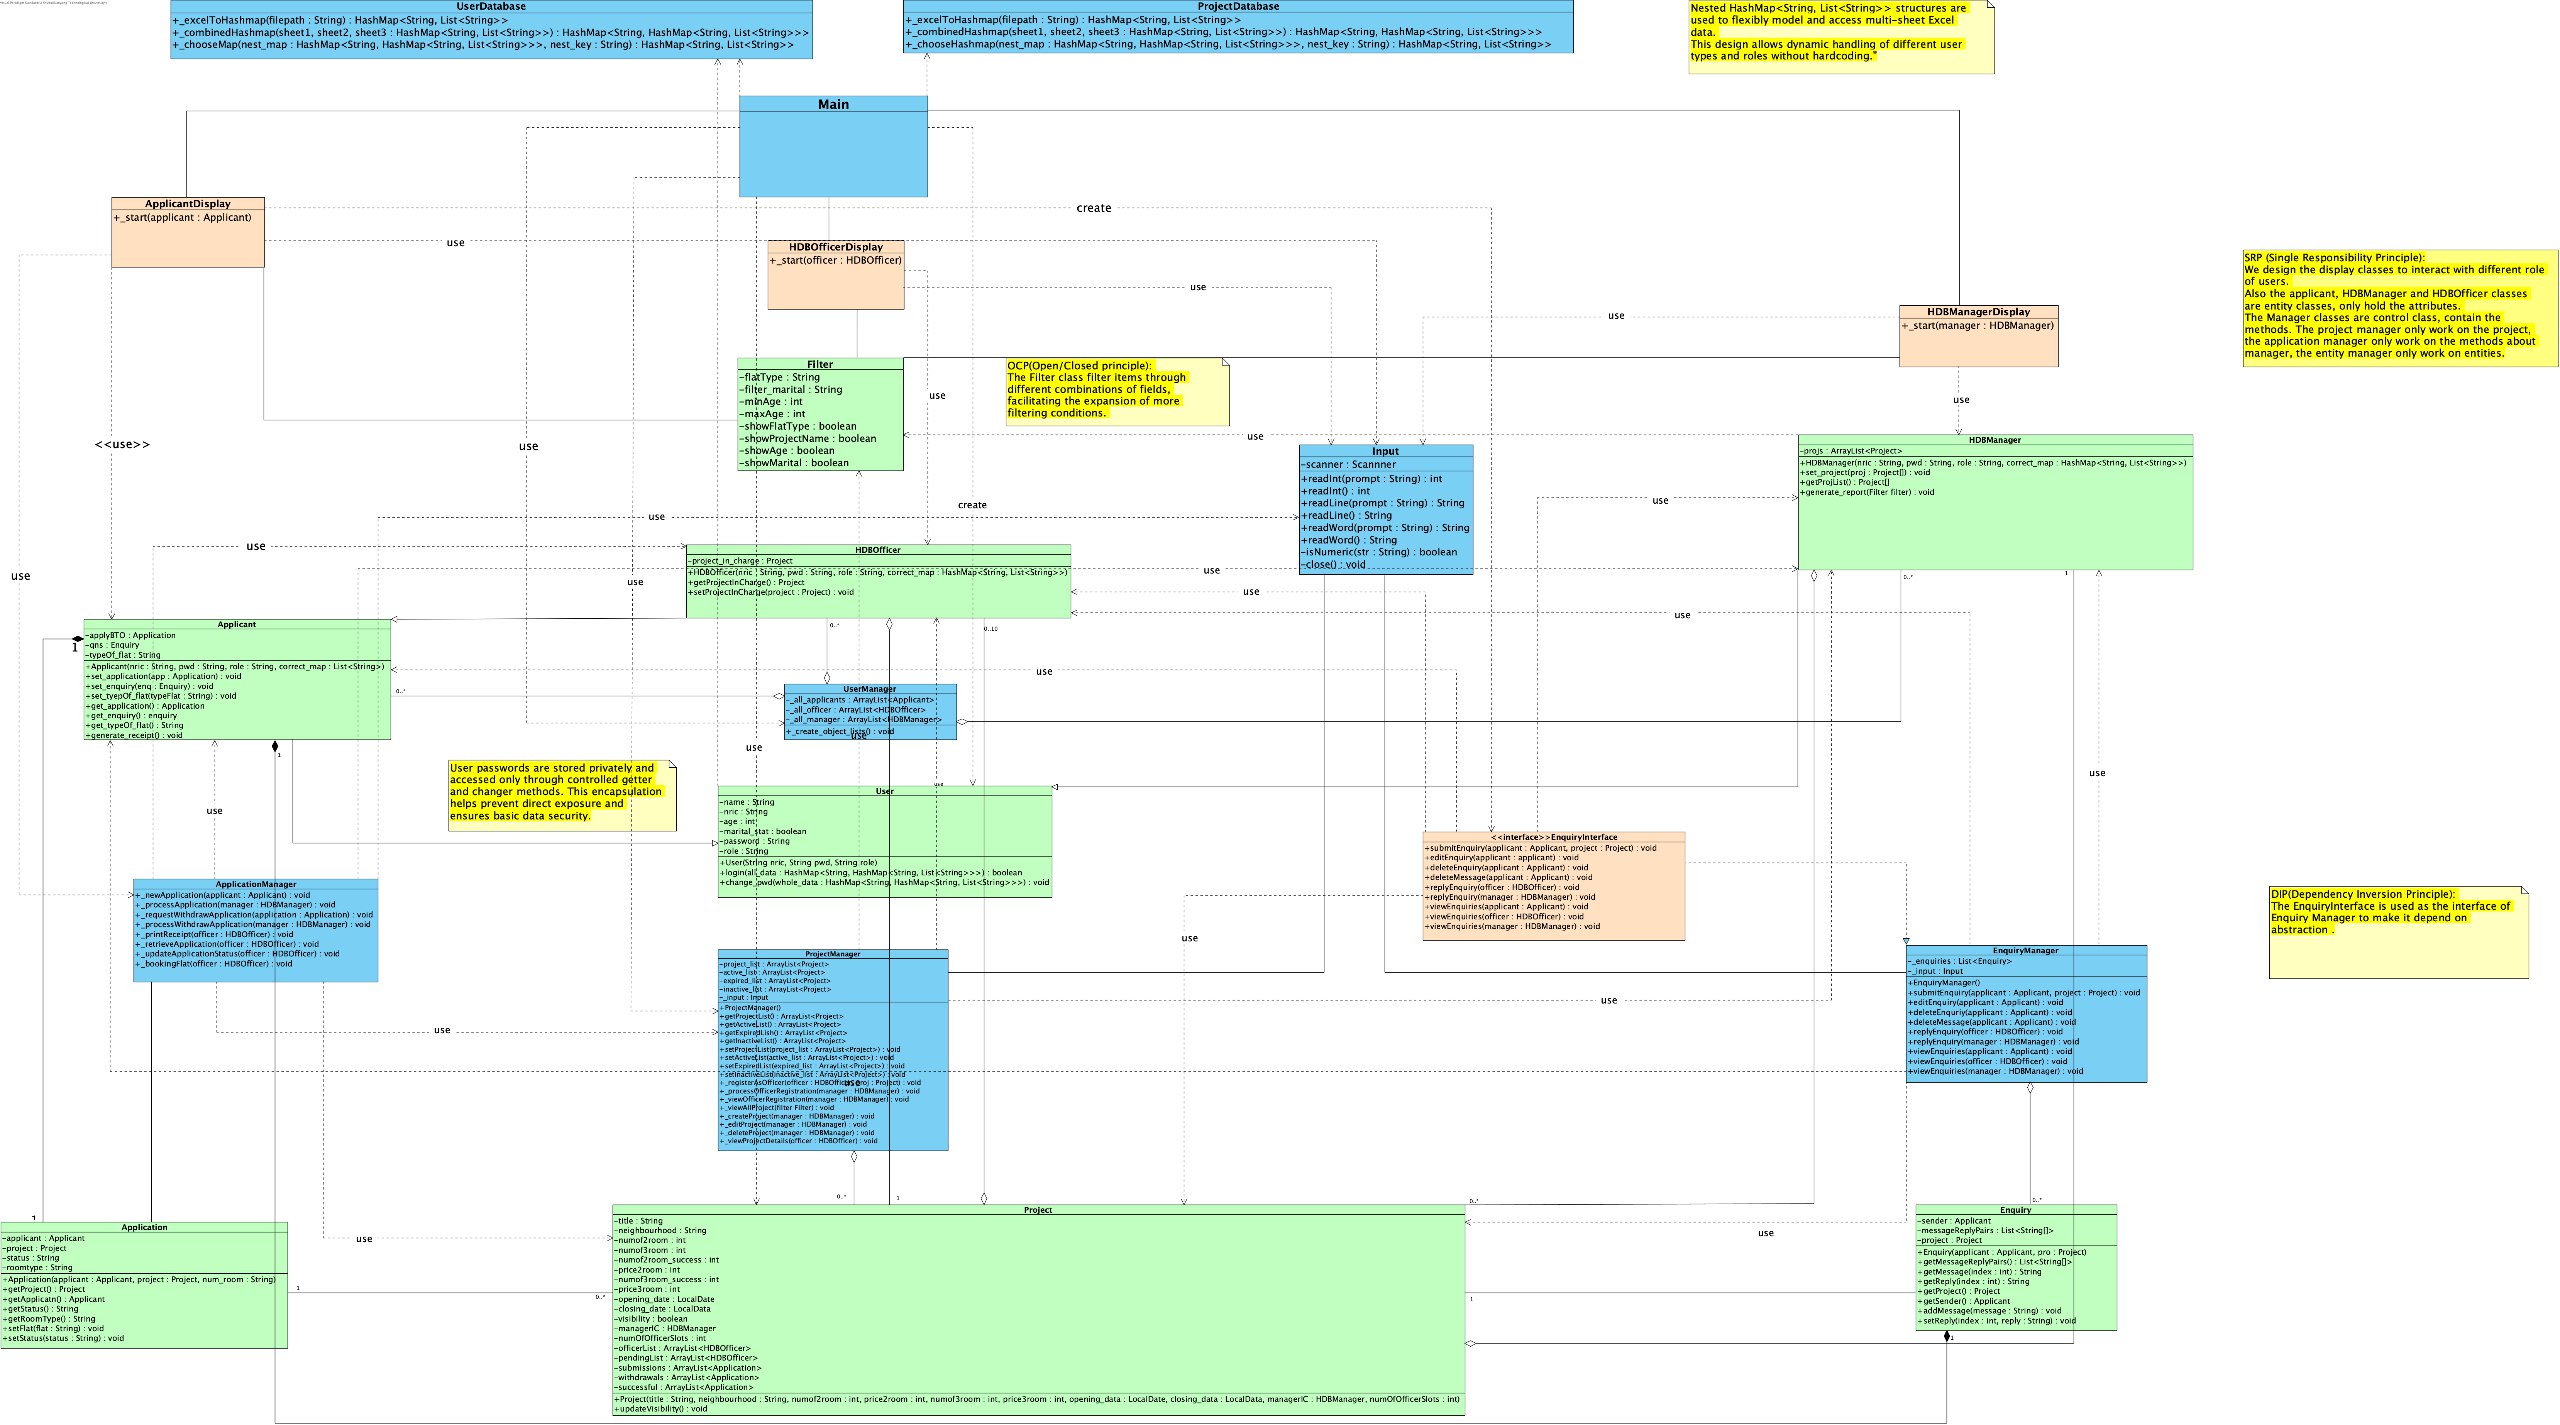 UserDatabase
+_excelToHashmap(filepath : String) : HashMap<String, List<String>>
+_combinedHashmap(sheet1, sheet2, sheet3 : HashMap<String, List<String>>) : HashMap<String, HashMap<String, List<String>>>
+_chooseMap(nest_map : HashMap<String, HashMap<String, List<String>>>, nest_key : String) : HashMap<String, List<String>>
ProjectDatabase
+_excelToHashmap(filepath : String) : HashMap<String, List<String>>
+_combinedHashmap(sheet1, sheet2, sheet3 : HashMap<String, List<String>>) : HashMap<String, HashMap<String, List<String>>>
+_chooseHashmap(nest_map : HashMap<String, HashMap<String, List<String>>>, nest_key : String) : HashMap<String, List<String>>
Nested HashMap<String, List<String>> structures are
used to flexibly model and access multi-sheet Excel
data.
This design allows dynamic handling of different user
types and roles without hardcoding."
Main
ApplicantDisplay
+_start(applicant : Applicant)
create
use
HDBOfficerDisplay
+_start(officer : HDBOfficer)
use
SRP (Single Responsibility Principle):
We design the display classes to interact with different role
of users.
Also the applicant, HDBManager and HDBOfficer classes
are entity classes, only hold the attributes.
The Manager classes are control class, contain the
methods. The project manager only work on the project,
the application manager only work on the methods about
manager, the entity manager only work on entities.
use
HDBManagerDisplay
+_start(manager : HDBManager)
Filter
-flatType : String
-filter_marital : String
-minAge : int
-maxAge : int
-showFlatType : boolean
-showProjectName : boolean
-showAge : boolean
-showMarital : boolean
OCP(Open/Closed principle):
The Filter class filter items through
different combinations of fields,
facilitating the expansion of more
filtering conditions.
use
use
<<use>>
use
use
Input
-scanner : Scannner
+readInt(prompt : String) : int
+readInt() : int
+readLine(prompt : String) : String
+readLine() : String
+readWord(prompt : String) : String
+readWord() : String
-isNumeric(str : String) : boolean
-close() : void
HDBManager
-projs : ArrayList<Project>
+HDBManager(nric : String, pwd : String, role : String, correct_map : HashMap<String, List<String>>)
+set_project(proj : Project[]) : void
+getProjList() : Project[]
+generate_report(Filter filter) : void
create
use
use
use
use
use
use
HDBOfficer
-project_in_charge : Project
+HDBOfficer(nric : String, pwd : String, role : String, correct_map : HashMap<String, List<String>>)
+getProjectInCharge() : Project
+setProjectInCharge(project : Project) : void
use
use
0..*
1
Applicant
-applyBTO : Application
-qns : Enquiry
-typeOf_flat : String
+Applicant(nric : String, pwd : String, role : String, correct_map : List<String>)
+set_application(app : Application) : void
+set_enquiry(enq : Enquiry) : void
+set_typeOf_flat(typeFlat : String) : void
+get_application() : Application
+get_enquiry() : enquiry
+get_typeOf_flat() : String
+generate_receipt() : void
1
0..*
0..10
use
0..*
UserManager
-_all_applicants : ArrayList<Applicant>
-_all_officer : ArrayList<HDBOfficer>
-_all_manager : ArrayList<HDBManager>
+_create_object_lists() : void
use
use
1
use
use
User passwords are stored privately and
accessed only through controlled getter
and changer methods. This encapsulation
helps prevent direct exposure and
ensures basic data security.
use
User
-name : String
-nric : String
-age : int
-marital_stat : boolean
-password : String
-role : String
+User(String nric, String pwd, String role)
+login(all_data : HashMap<String, HashMap<String, List<String>>>) : boolean
+change_pwd(whole_data : HashMap<String, HashMap<String, List<String>>>) : void
use
<<interface>>EnquiryInterface
+submitEnquiry(applicant : Applicant, project : Project) : void
+editEnquiry(applicant : applicant) : void
+deleteEnquiry(applicant : Applicant) : void
+deleteMessage(applicant : Applicant) : void
+replyEnquiry(officer : HDBOfficer) : void
+replyEnquiry(manager : HDBManager) : void
+viewEnquiries(applicant : Applicant) : void
+viewEnquiries(officer : HDBOfficer) : void
+viewEnquiries(manager : HDBManager) : void
ApplicationManager
+_newApplication(applicant : Applicant) : void
+_processApplication(manager : HDBManager) : void
+_requestWithdrawApplication(application : Application) : void
+_processWithdrawApplication(manager : HDBManager) : void
+_printReceipt(officer : HDBOfficer) : void
+_retrieveApplication(officer : HDBOfficer) : void
+_updateApplicationStatus(officer : HDBOfficer) : void
+_bookingFlat(officer : HDBOfficer) : void
DIP(Dependency Inversion Principle):
The EnquiryInterface is used as the interface of
Enquiry Manager to make it depend on
abstraction .
use
ProjectManager
-project_list : ArrayList<Project>
-active_list : ArrayList<Project>
-expired_list : ArrayList<Project>
-inactive_list : ArrayList<Project>
-_input : Input
+ProjectManager()
+getProjectList() : ArrayList<Project>
+getActiveList() : ArrayList<Project>
+getExpiredLish() : ArrayList<Project>
+getInactiveList() : ArrayList<Project>
+setProjectList(project_list : ArrayList<Project>) : void
+setActiveList(active_list : ArrayList<Project>) : void
+setExpiredList(expired_list : ArrayList<Project>) : void
+setInactiveList(inactive_list : ArrayList<Project>) : void
+_registerAsOfficer(officer : HDBOfficer, proj : Project) : void
+_processOfficerRegistration(manager : HDBManager) : void
+_viewOfficerRegistration(manager : HDBManager) : void
+_viewAllProject(filter Filter) : void
+_createProject(manager : HDBManager) : void
+_editProject(manager : HDBManager) : void
+_deleteProject(manager : HDBManager) : void
+_viewProjectDetails(officer : HDBOfficer) : void
use
use
use
EnquiryManager
-_enquiries : List<Enquiry>
-_input : Input
+EnquiryManager()
+submitEnquiry(applicant : Applicant, project : Project) : void
+editEnquiry(applicant : Applicant) : void
+deleteEnquriy(applicant : Applicant) : void
+deleteMessage(applicant : Applicant) : void
+replyEnquiry(officer : HDBOfficer) : void
+replyEnquiry(manager : HDBManager) : void
+viewEnquiries(applicant : Applicant) : void
+viewEnquiries(officer : HDBOfficer) : void
+viewEnquiries(manager : HDBManager) : void
0..*
1
0..*
0..*
1
Application
-applicant : Applicant
-project : Project
-status : String
-roomtype : String
+Application(applicant : Applicant, project : Project, num_room : String)
+getProject() : Project
+getApplicatn() : Applicant
+getStatus() : String
+getRoomType() : String
+setFlat(flat : String) : void
+setStatus(status : String) : void
use
1
0..*
Project
-title : String
-neighbourhood : String
-numof2room : int
-numof3room : int
-numof2room_success : int
-price2room : int
-numof3room_success : int
-price3room : int
-opening_date : LocalDate
-closing_date : LocalData
-visibility : boolean
-managerIC : HDBManager
-numOfOfficerSlots : int
-officerList : ArrayList<HDBOfficer>
-pendingList : ArrayList<HDBOfficer>
-submissions : ArrayList<Application>
-withdrawals : ArrayList<Application>
-successful : ArrayList<Application>
+Project(title : String, neighbourhood : String, numof2room : int, price2room : int, numof3room : int, price3room : int, opening_data : LocalDate, closing_data : LocalData, managerIC : HDBManager, numOfOfficerSlots : int)
+updateVisibility() : void
use
1
Enquiry
-sender : Applicant
-messageReplyPairs : List<String[]>
-project : Project
+Enquiry(applicant : Applicant, pro : Project)
+getMessageReplyPairs() : List<String[]>
+getMessage(index : int) : String
+getReply(index : int) : String
+getProject() : Project
+getSender() : Applicant
+addMessage(message : String) : void
+setReply(index : int, reply : String) : void
1